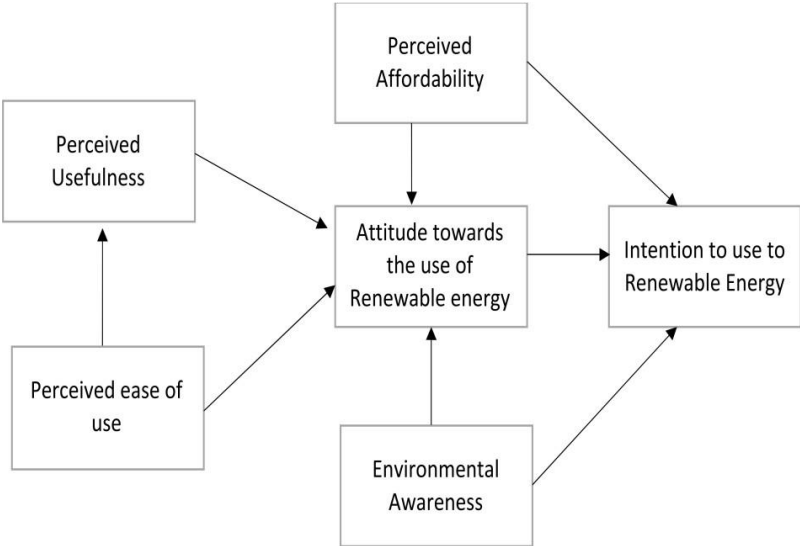 Perceived
Affordability
Perceived
Usefulness
Attitude towards
the use of
Renewable energy
Intention to use to
Renewable Energy
Perceived ease of
use
Environmental
Awareness